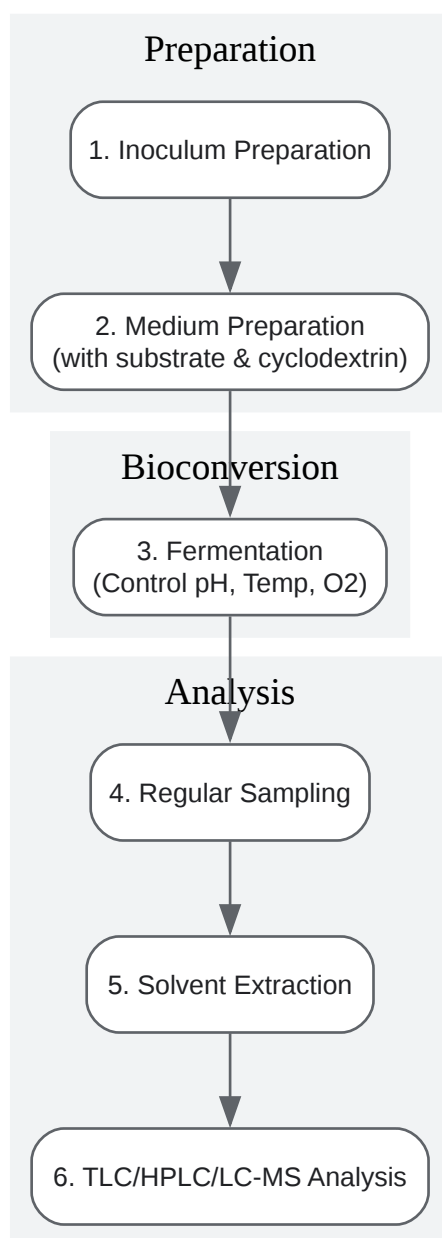 Preparation
1. Inoculum Preparation
2. Medium Preparation
(with substrate & cyclodextrin)
Bioconversion
3. Fermentation
(Control pH, Temp, O2)
Analysis
4. Regular Sampling
5. Solvent Extraction
6. TLC/HPLC/LC-MS Analysis